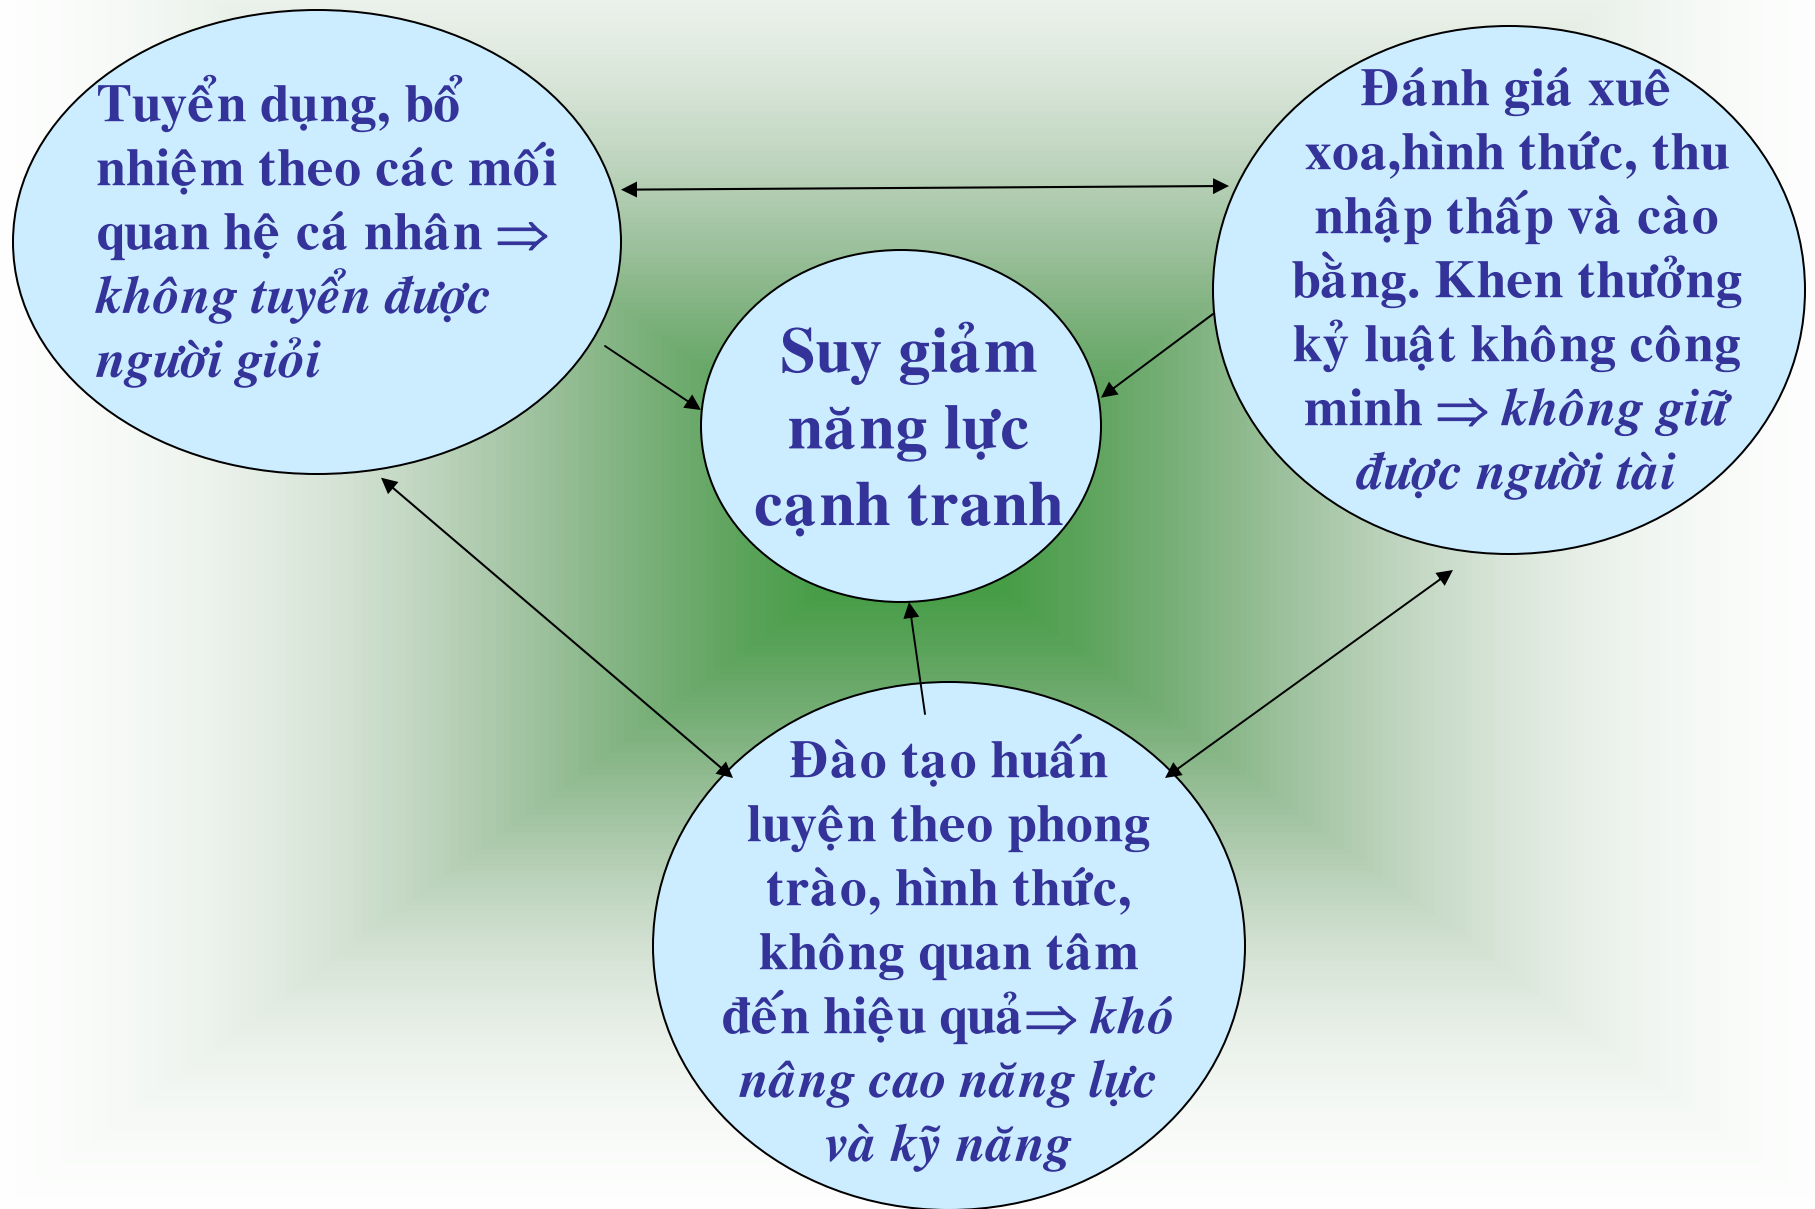 Tuyển dụng, bổ
nhiệm theo các mối
quan hệ cá nhân ⇒
không tuyển được
người giỏi
Đánh giá xuê
xoa,hình thức, thu
nhập thấp và cào
bằng. Khen thưởng
kỷ luật không công
minh ⇒ không giữ
được người tài
Suy giảm
năng lực
cạnh tranh
Đào tạo huấn
luyện theo phong
trào, hình thức,
không quan tâm
đến hiệu quả⇒ khó
nâng cao năng lực
và kỹ năng